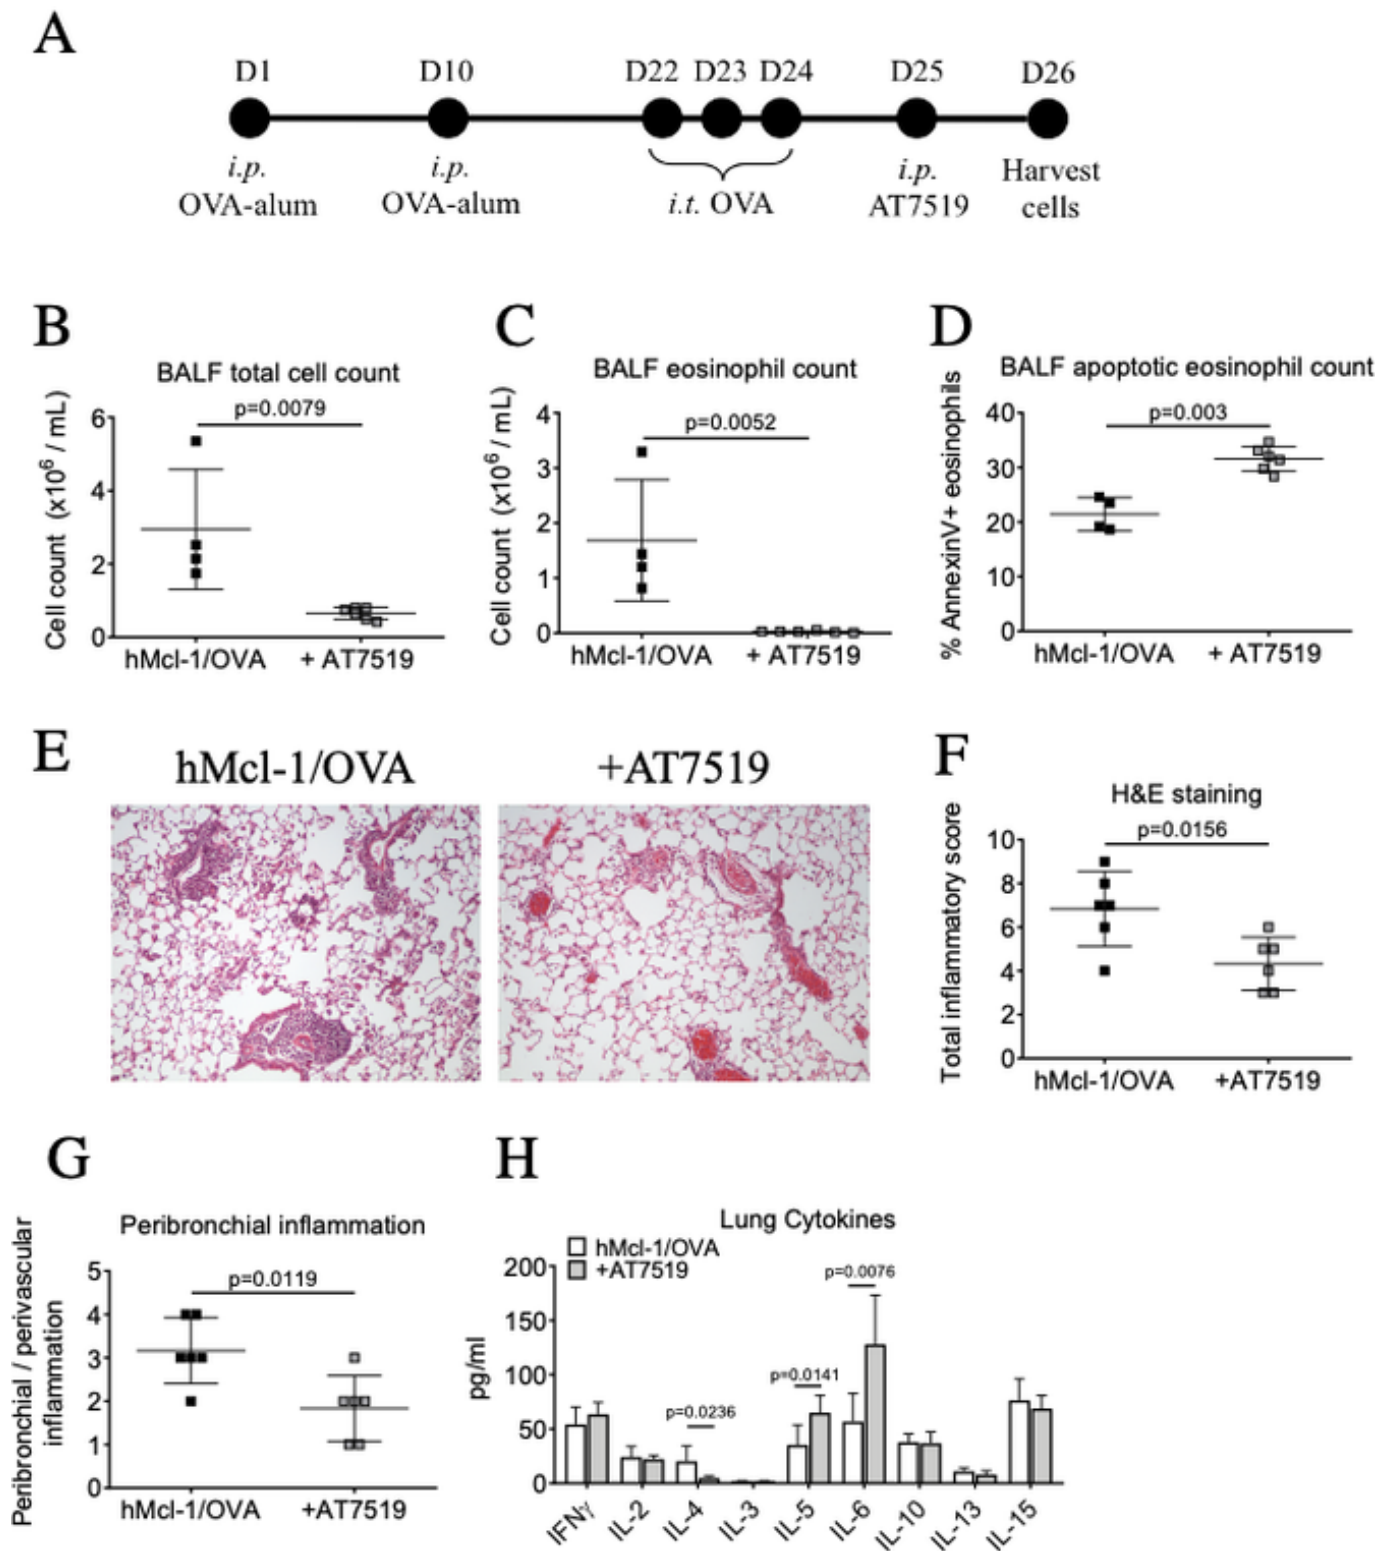 A
D1 D10 D22 D23 D24 D25 D26
i.p. i.p. i.p. Harvest
OVA-alum OVA-alum i.t. OVA AT7519 cells
B
BALF total cell count
p=0.0079
Cell count (x10⁶ / mL)
6
4
2
0
hMcl-1/OVA + AT7519
C
BALF eosinophil count
p=0.0052
Cell count (x10⁶ / mL)
4
3
2
1
0
hMcl-1/OVA + AT7519
D
BALF apoptotic eosinophil count
p=0.003
% AnnexinV+ eosinophils
40
30
20
10
0
hMcl-1/OVA + AT7519
E
hMcl-1/OVA +AT7519
F
H&E staining
p=0.0156
Total inflammatory score
10
8
6
4
2
0
hMcl-1/OVA +AT7519
G
Peribronchial inflammation
p=0.0119
Peribronchial / perivascular
inflammation
5
4
3
2
1
0
hMcl-1/OVA +AT7519
H
Lung Cytokines
hMcl-1/OVA
+AT7519
p=0.0076
p=0.0141
p=0.0236
pg/ml
200
150
100
50
0
IFNγ IL-2 IL-4 IL-3 IL-5 IL-6 IL-10 IL-13 IL-15